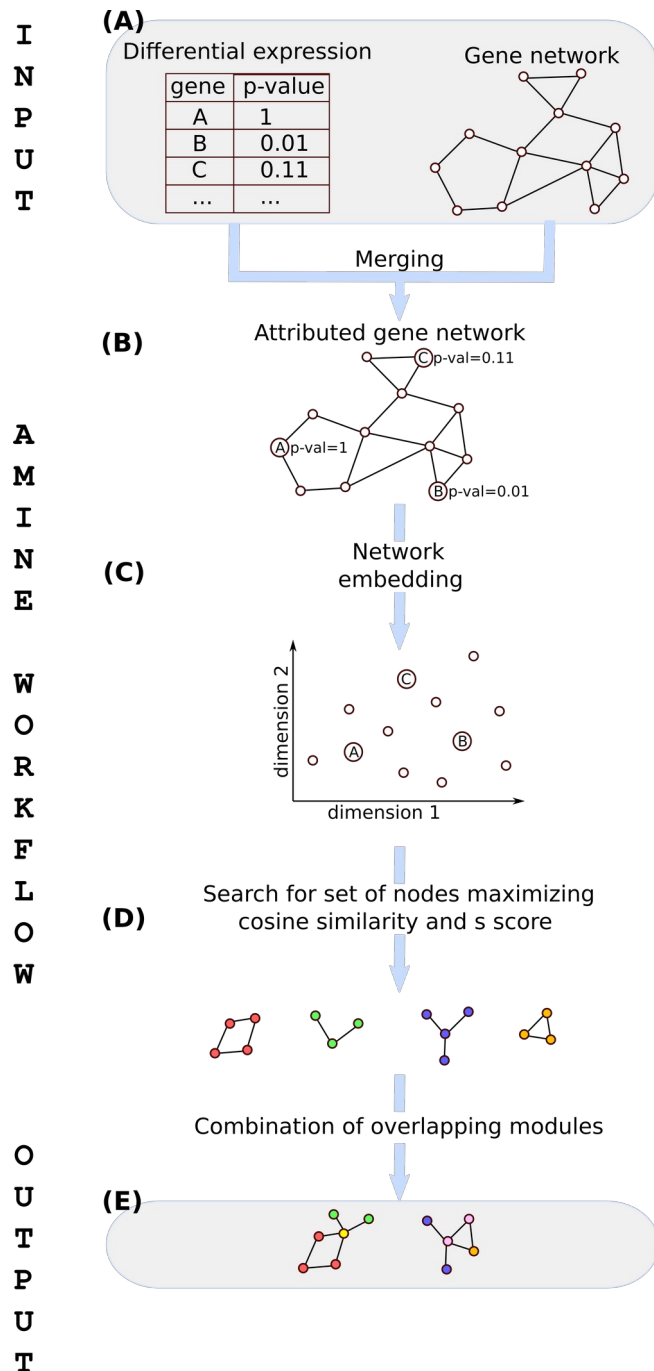 INPUT
(A)
Differential expression
gene p-value
A 1
B 0.01
C 0.11
... ...
Gene network
Merging
AMINE WORKFLOW
(B)
Attributed gene network
C p-val=0.11
A p-val=1
B p-val=0.01
(C)
Network
embedding
dimension 2
C
B
A
dimension 1
(D)
Search for set of nodes maximizing
cosine similarity and s score
Combination of overlapping modules
OUTPUT
(E)